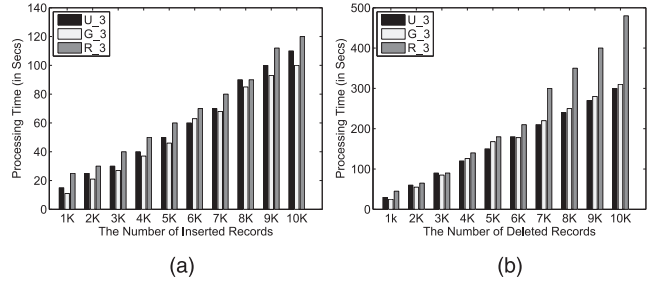 140
120
100
80
60
40
20
0
Processing Time (in Secs)
U_3
G_3
R_3
1K 2K 3K 4K 5K 6K 7K 8K 9K 10K
The Number of Inserted Records
(a)
500
400
300
200
100
0
Processing Time (in Secs)
U_3
G_3
R_3
1k 2K 3K 4K 5K 6K 7K 8K 9K 10K
The Number of Deleted Records
(b)